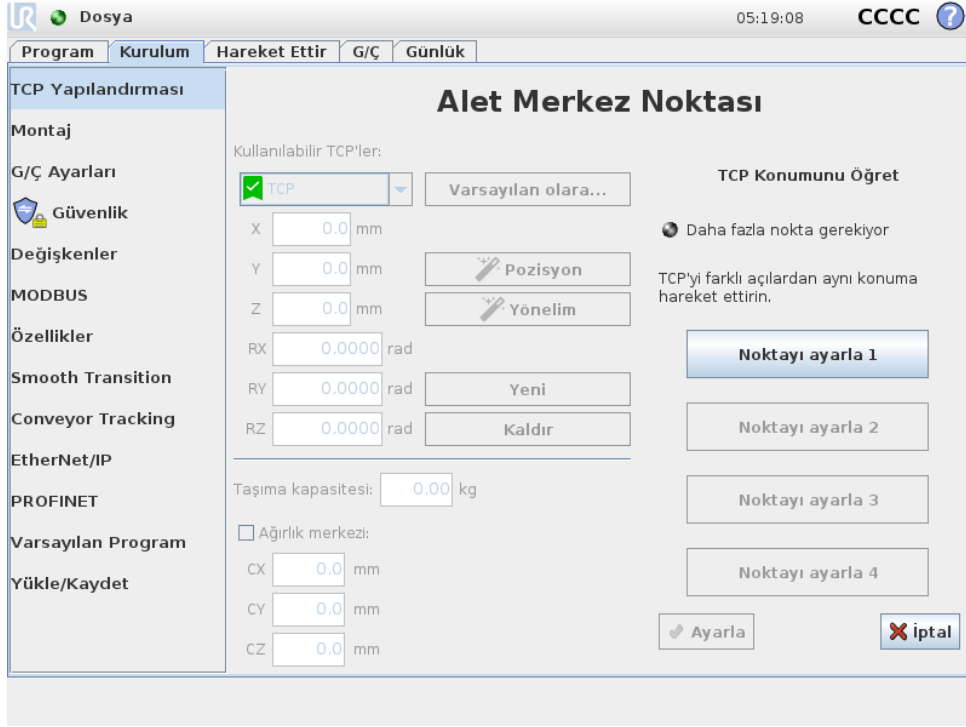 UR Dosya 05:19:08 CCCC ?
Program Kurulum Hareket Ettir G/Ç Günlük
TCP Yapılandırması
Montaj
G/Ç Ayarları
Güvenlik
Değişkenler
MODBUS
Özellikler
Smooth Transition
Conveyor Tracking
EtherNet/IP
PROFINET
Varsayılan Program
Yükle/Kaydet
Alet Merkez Noktası
Kullanılabilir TCP'ler:
TCP Varsayılan olara...
X 0.0 mm
Y 0.0 mm Pozisyon
Z 0.0 mm Yönelim
RX 0.0000 rad
RY 0.0000 rad Yeni
RZ 0.0000 rad Kaldır
Taşıma kapasitesi: 0.00 kg
Ağırlık merkezi:
CX 0.0 mm
CY 0.0 mm
CZ 0.0 mm
TCP Konumunu Öğret
Daha fazla nokta gerekiyor
TCP'yi farklı açılardan aynı konuma
hareket ettirin.
Noktayı ayarla 1
Noktayı ayarla 2
Noktayı ayarla 3
Noktayı ayarla 4
Ayarla İptal